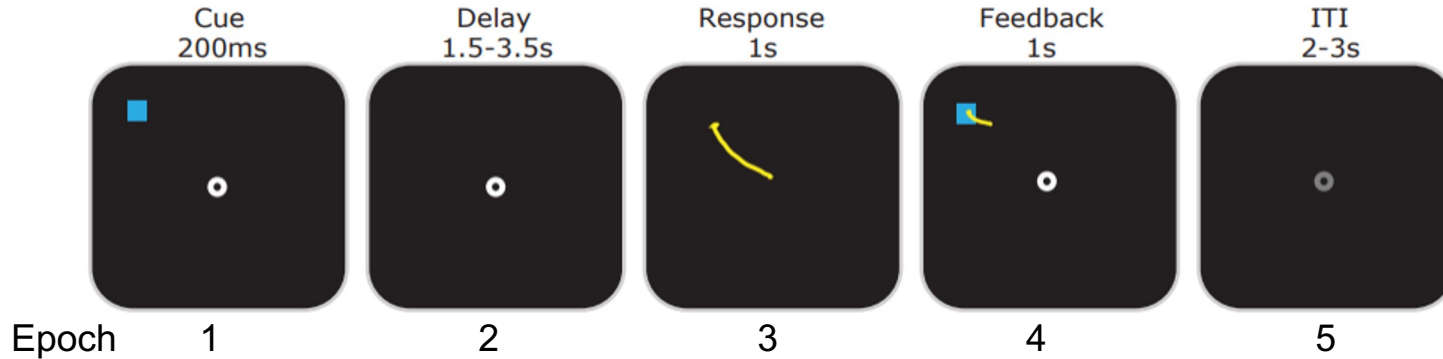 Cue
200ms
Delay
1.5-3.5s
Response
1s
Feedback
1s
ITI
2-3s
Epoch 1 2 3 4 5